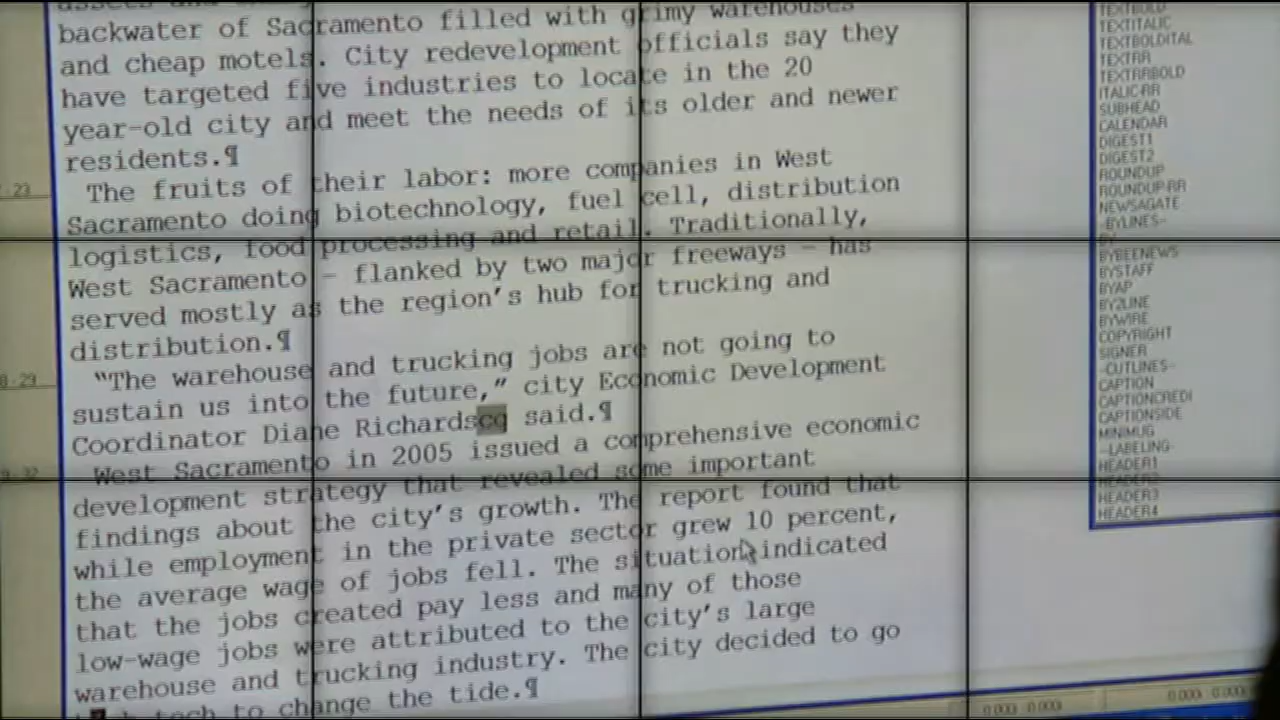 backwater of Sacramento filled with grimy warehouses
and cheap motels. City redevelopment officials say they
have targeted five industries to locate in the 20
year-old city and meet the needs of its older and newer
residents.¶
The fruits of their labor: more companies in West
Sacramento doing biotechnology, fuel cell, distribution
logistics, food processing and retail. Traditionally,
West Sacramento – flanked by two major freeways – has
served mostly as the region's hub for trucking and
distribution.¶
"The warehouse and trucking jobs are not going to
sustain us into the future," city Economic Development
Coordinator Diane Richardscq said.¶
West Sacramento in 2005 issued a comprehensive economic
development strategy that revealed some important
findings about the city's growth. The report found that
while employment in the private sector grew 10 percent,
the average wage of jobs fell. The situation indicated
that the jobs created pay less and many of those
low-wage jobs were attributed to the city's large
warehouse and trucking industry. The city decided to go
tech to change the tide.¶
TEXTBOLD
TEXTITALIC
TEXTBOLDITAL
TEXTRR
TEXTRRBOLD
ITALIC-RR
SUBHEAD
CALENDAR
DIGEST1
DIGEST2
ROUNDUP
ROUNDUP-RR
NEWSAGATE
-BYLINES-
BY
BYBEENEWS
BYSTAFF
BYAP
BY2LINE
BYWIRE
COPYRIGHT
SIGNER
-CUTLINES-
CAPTION
CAPTIONCREDI
CAPTIONSIDE
MINIMUG
-LABELING-
HEADER1
HEADER2
HEADER3
HEADER4